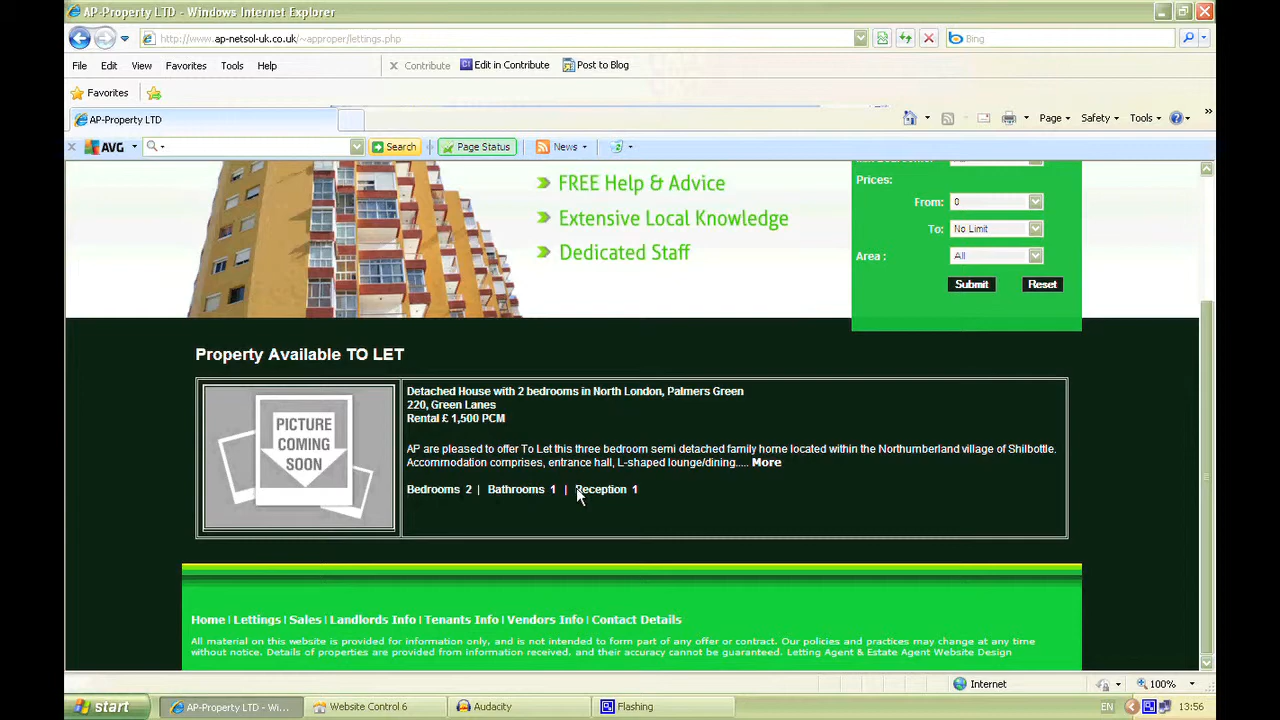 AP-Property LTD - Windows Internet Explorer
http://www.ap-netsol-uk.co.uk/~approper/lettings.php
Bing
File Edit View Favorites Tools Help
Contribute Edit in Contribute Post to Blog
Favorites
AP-Property LTD
Page Safety Tools
AVG Search Page Status News
FREE Help & Advice
Extensive Local Knowledge
Dedicated Staff
Prices:
From: 0
To: No Limit
Area : All
Submit Reset
Property Available TO LET
PICTURE
COMING
SOON
Detached House with 2 bedrooms in North London, Palmers Green
220, Green Lanes
Rental £ 1,500 PCM
AP are pleased to offer To Let this three bedroom semi detached family home located within the Northumberland village of Shilbottle.
Accommodation comprises, entrance hall, L-shaped lounge/dining..... More
Bedrooms 2 | Bathrooms 1 | Reception 1
Home | Lettings | Sales | Landlords Info | Tenants Info | Vendors Info | Contact Details
All material on this website is provided for information only, and is not intended to form part of any offer or contract. Our policies and practices may change at any time
without notice. Details of properties are provided from information received, and their accuracy cannot be guaranteed. Letting Agent & Estate Agent Website Design
Internet 100%
start AP-Property LTD - Wi... Website Control 6 Audacity Flashing EN 13:56